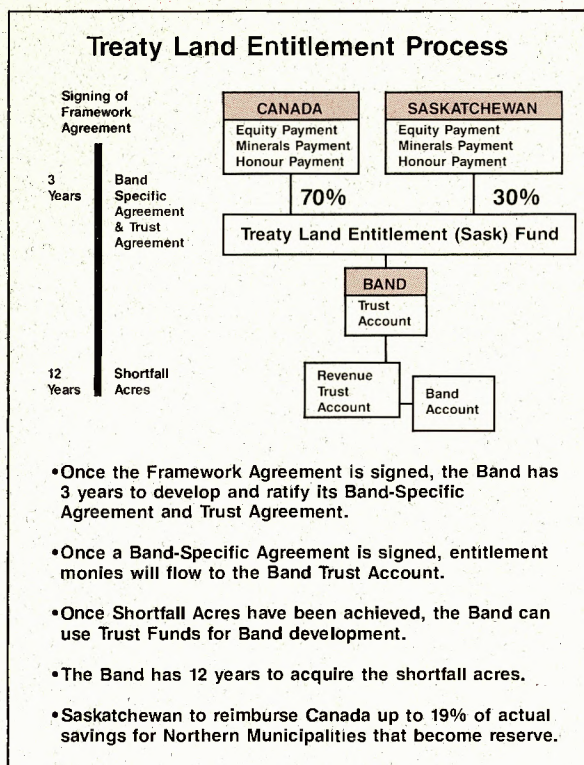 Treaty Land Entitlement Process
Signing of
Framework
Agreement
3
Years
Band
Specific
Agreement
& Trust
Agreement
12
Years
Shortfall
Acres
CANADA
Equity Payment
Minerals Payment
Honour Payment
SASKATCHEWAN
Equity Payment
Minerals Payment
Honour Payment
70%
30%
Treaty Land Entitlement (Sask) Fund
BAND
Trust
Account
Revenue
Trust
Account
Band
Account
•Once the Framework Agreement is signed, the Band has
3 years to develop and ratify its Band-Specific
Agreement and Trust Agreement.
•Once a Band-Specific Agreement is signed, entitlement
monies will flow to the Band Trust Account.
•Once Shortfall Acres have been achieved, the Band can
use Trust Funds for Band development.
•The Band has 12 years to acquire the shortfall acres.
•Saskatchewan to reimburse Canada up to 19% of actual
savings for Northern Municipalities that become reserve.